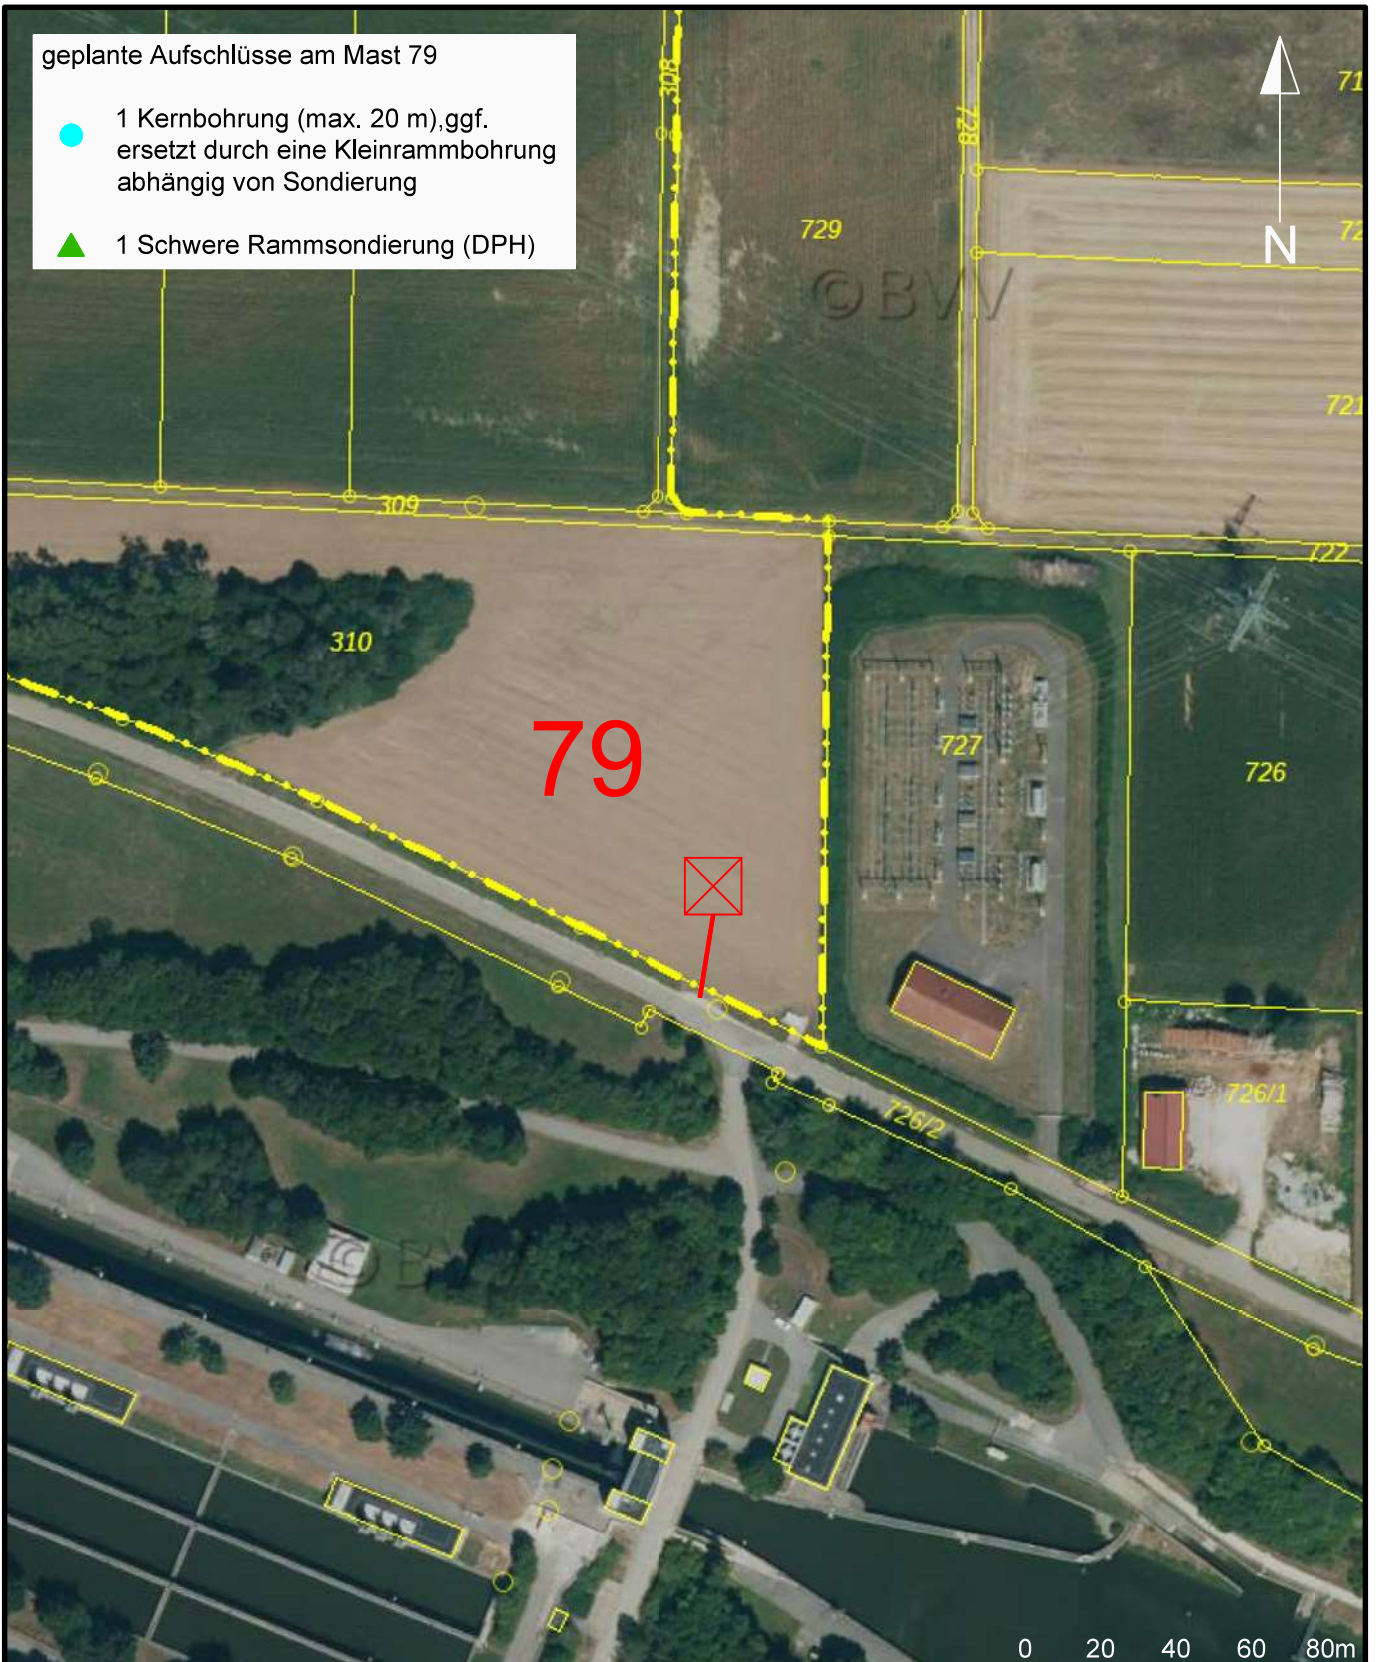 geplante Aufschlüsse am Mast 79
1 Kernbohrung (max. 20 m),ggf.
ersetzt durch eine Kleinrammbohrung
abhängig von Sondierung
1 Schwere Rammsondierung (DPH)
308
728
71
729
72
N
©BVV
721
309
722
310
79
727
726
726/1
726/2
©BVV
0 20 40 60 80m